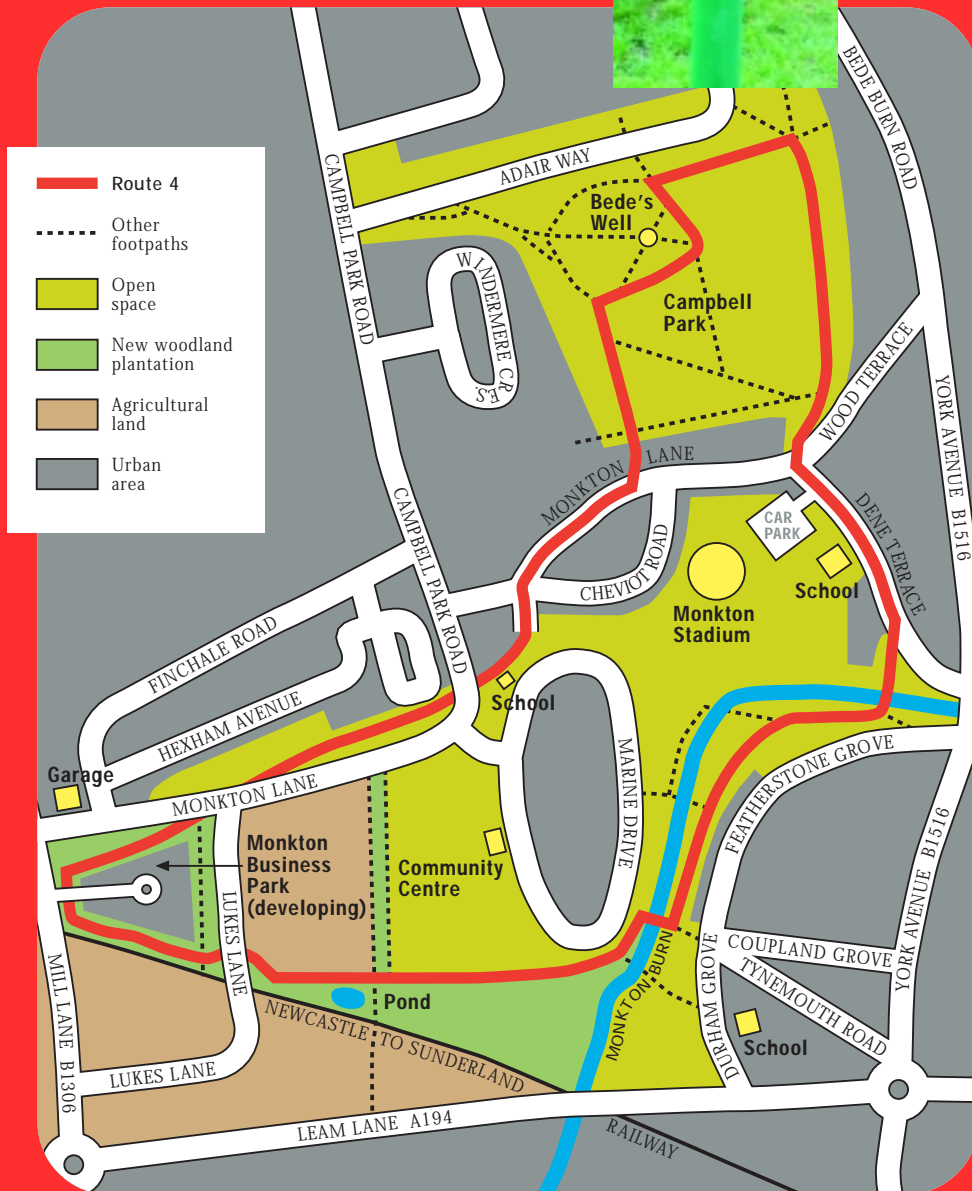 BEDE BURN ROAD
CAMPBELL PARK ROAD
ADAIR WAY
Route 4
Other
footpaths
Open
space
New woodland
plantation
Agricultural
land
Urban
area
Bede's
Well
WINDERMERE CRES.
Campbell
Park
WOOD TERRACE
YORK AVENUE B1516
MONKTON LANE
CAMPBELL PARK ROAD
CAR
PARK
DENE TERRACE
CHEVIOT ROAD
School
Monkton
Stadium
FINCHALE ROAD
School
HEXHAM AVENUE
MARINE DRIVE
FEATHERSTONE GROVE
Garage
MONKTON LANE
Monkton
Business
Park
(developing)
Community
Centre
LUKES LANE
YORK AVENUE B1516
COUPLAND GROVE
MONKTON BURN
DURHAM GROVE
TYNEMOUTH ROAD
MILL LANE B1306
Pond
NEWCASTLE TO SUNDERLAND
School
LUKES LANE
LEAM LANE A194
RAILWAY